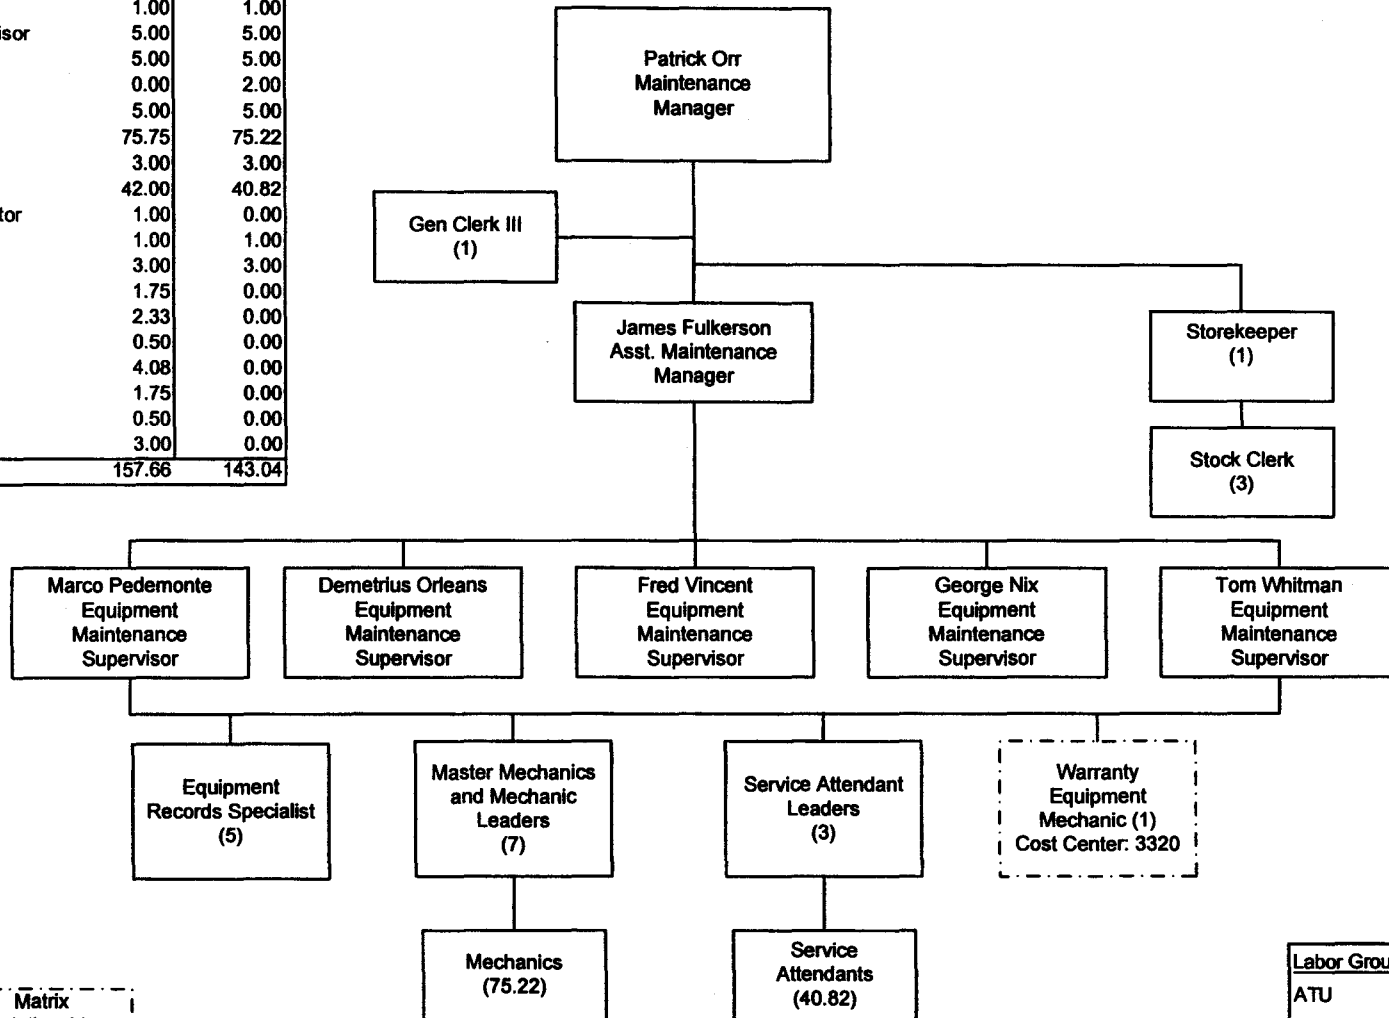 1.00 1.00
isor 5.00 5.00
5.00 5.00
0.00 2.00
5.00 5.00
75.75 75.22
3.00 3.00
42.00 40.82
tor 1.00 0.00
1.00 1.00
3.00 3.00
1.75 0.00
2.33 0.00
0.50 0.00
4.08 0.00
1.75 0.00
0.50 0.00
3.00 0.00
157.66 143.04
Patrick Orr
Maintenance
Manager
Gen Clerk III
(1)
James Fulkerson
Asst. Maintenance
Manager
Storekeeper
(1)
Stock Clerk
(3)
Marco Pedemonte
Equipment
Maintenance
Supervisor
Demetrius Orleans
Equipment
Maintenance
Supervisor
Fred Vincent
Equipment
Maintenance
Supervisor
George Nix
Equipment
Maintenance
Supervisor
Tom Whitman
Equipment
Maintenance
Supervisor
Equipment
Records Specialist
(5)
Master Mechanics
and Mechanic
Leaders
(7)
Service Attendant
Leaders
(3)
Warranty
Equipment
Mechanic (1)
Cost Center: 3320
Mechanics
(75.22)
Service
Attendants
(40.82)
Matrix
Labor Grou
ATU